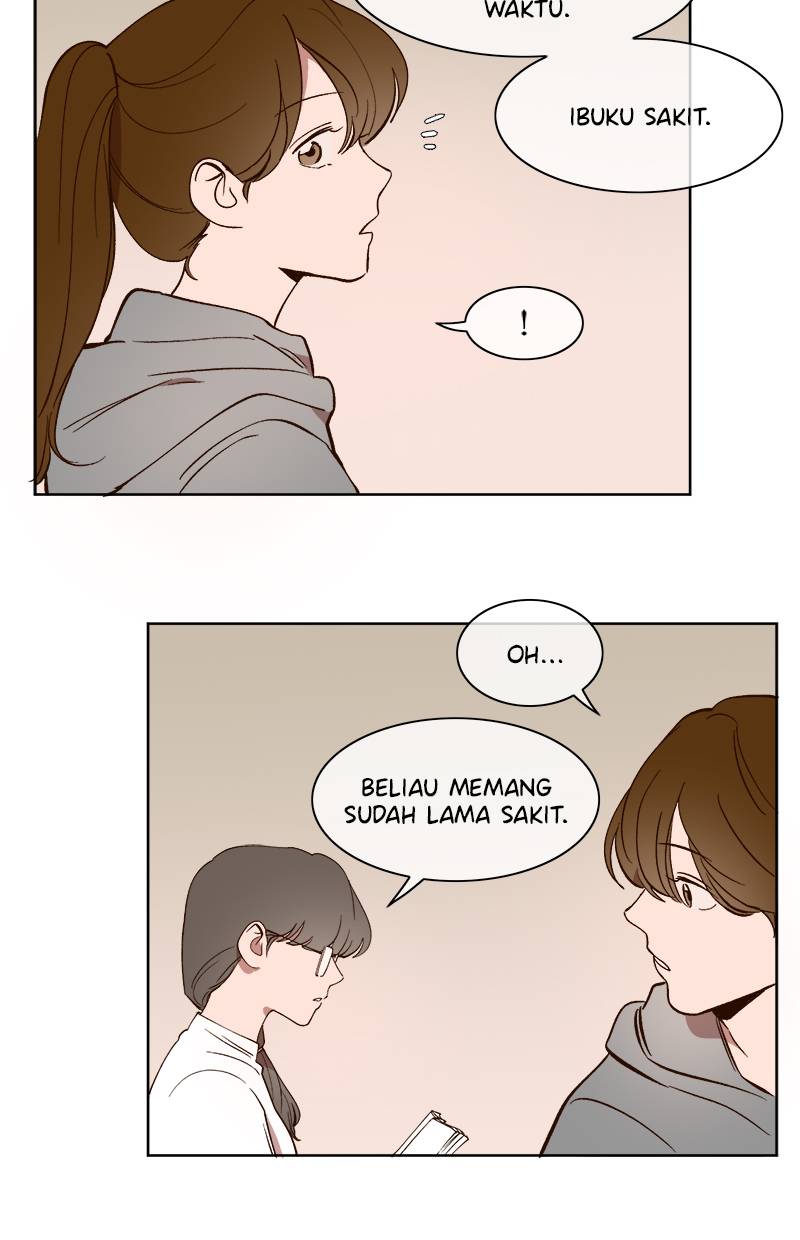 WAKTU.
IBUKU SAKIT.
!
OH...
BELIAU MEMANG
SUDAH LAMA SAKIT.